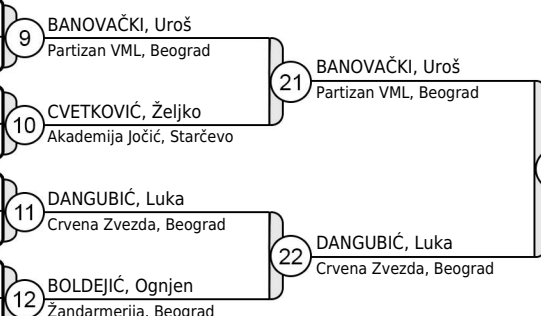 9
BANOVAČKI, Uroš
Partizan VML, Beograd
10
CVETKOVIĆ, Željko
Akademija Jočić, Starčevo
21
BANOVAČKI, Uroš
Partizan VML, Beograd
11
DANGUBIĆ, Luka
Crvena Zvezda, Beograd
12
BOLDEJIĆ, Ognjen
Žandarmerija, Beograd
22
DANGUBIĆ, Luka
Crvena Zvezda, Beograd